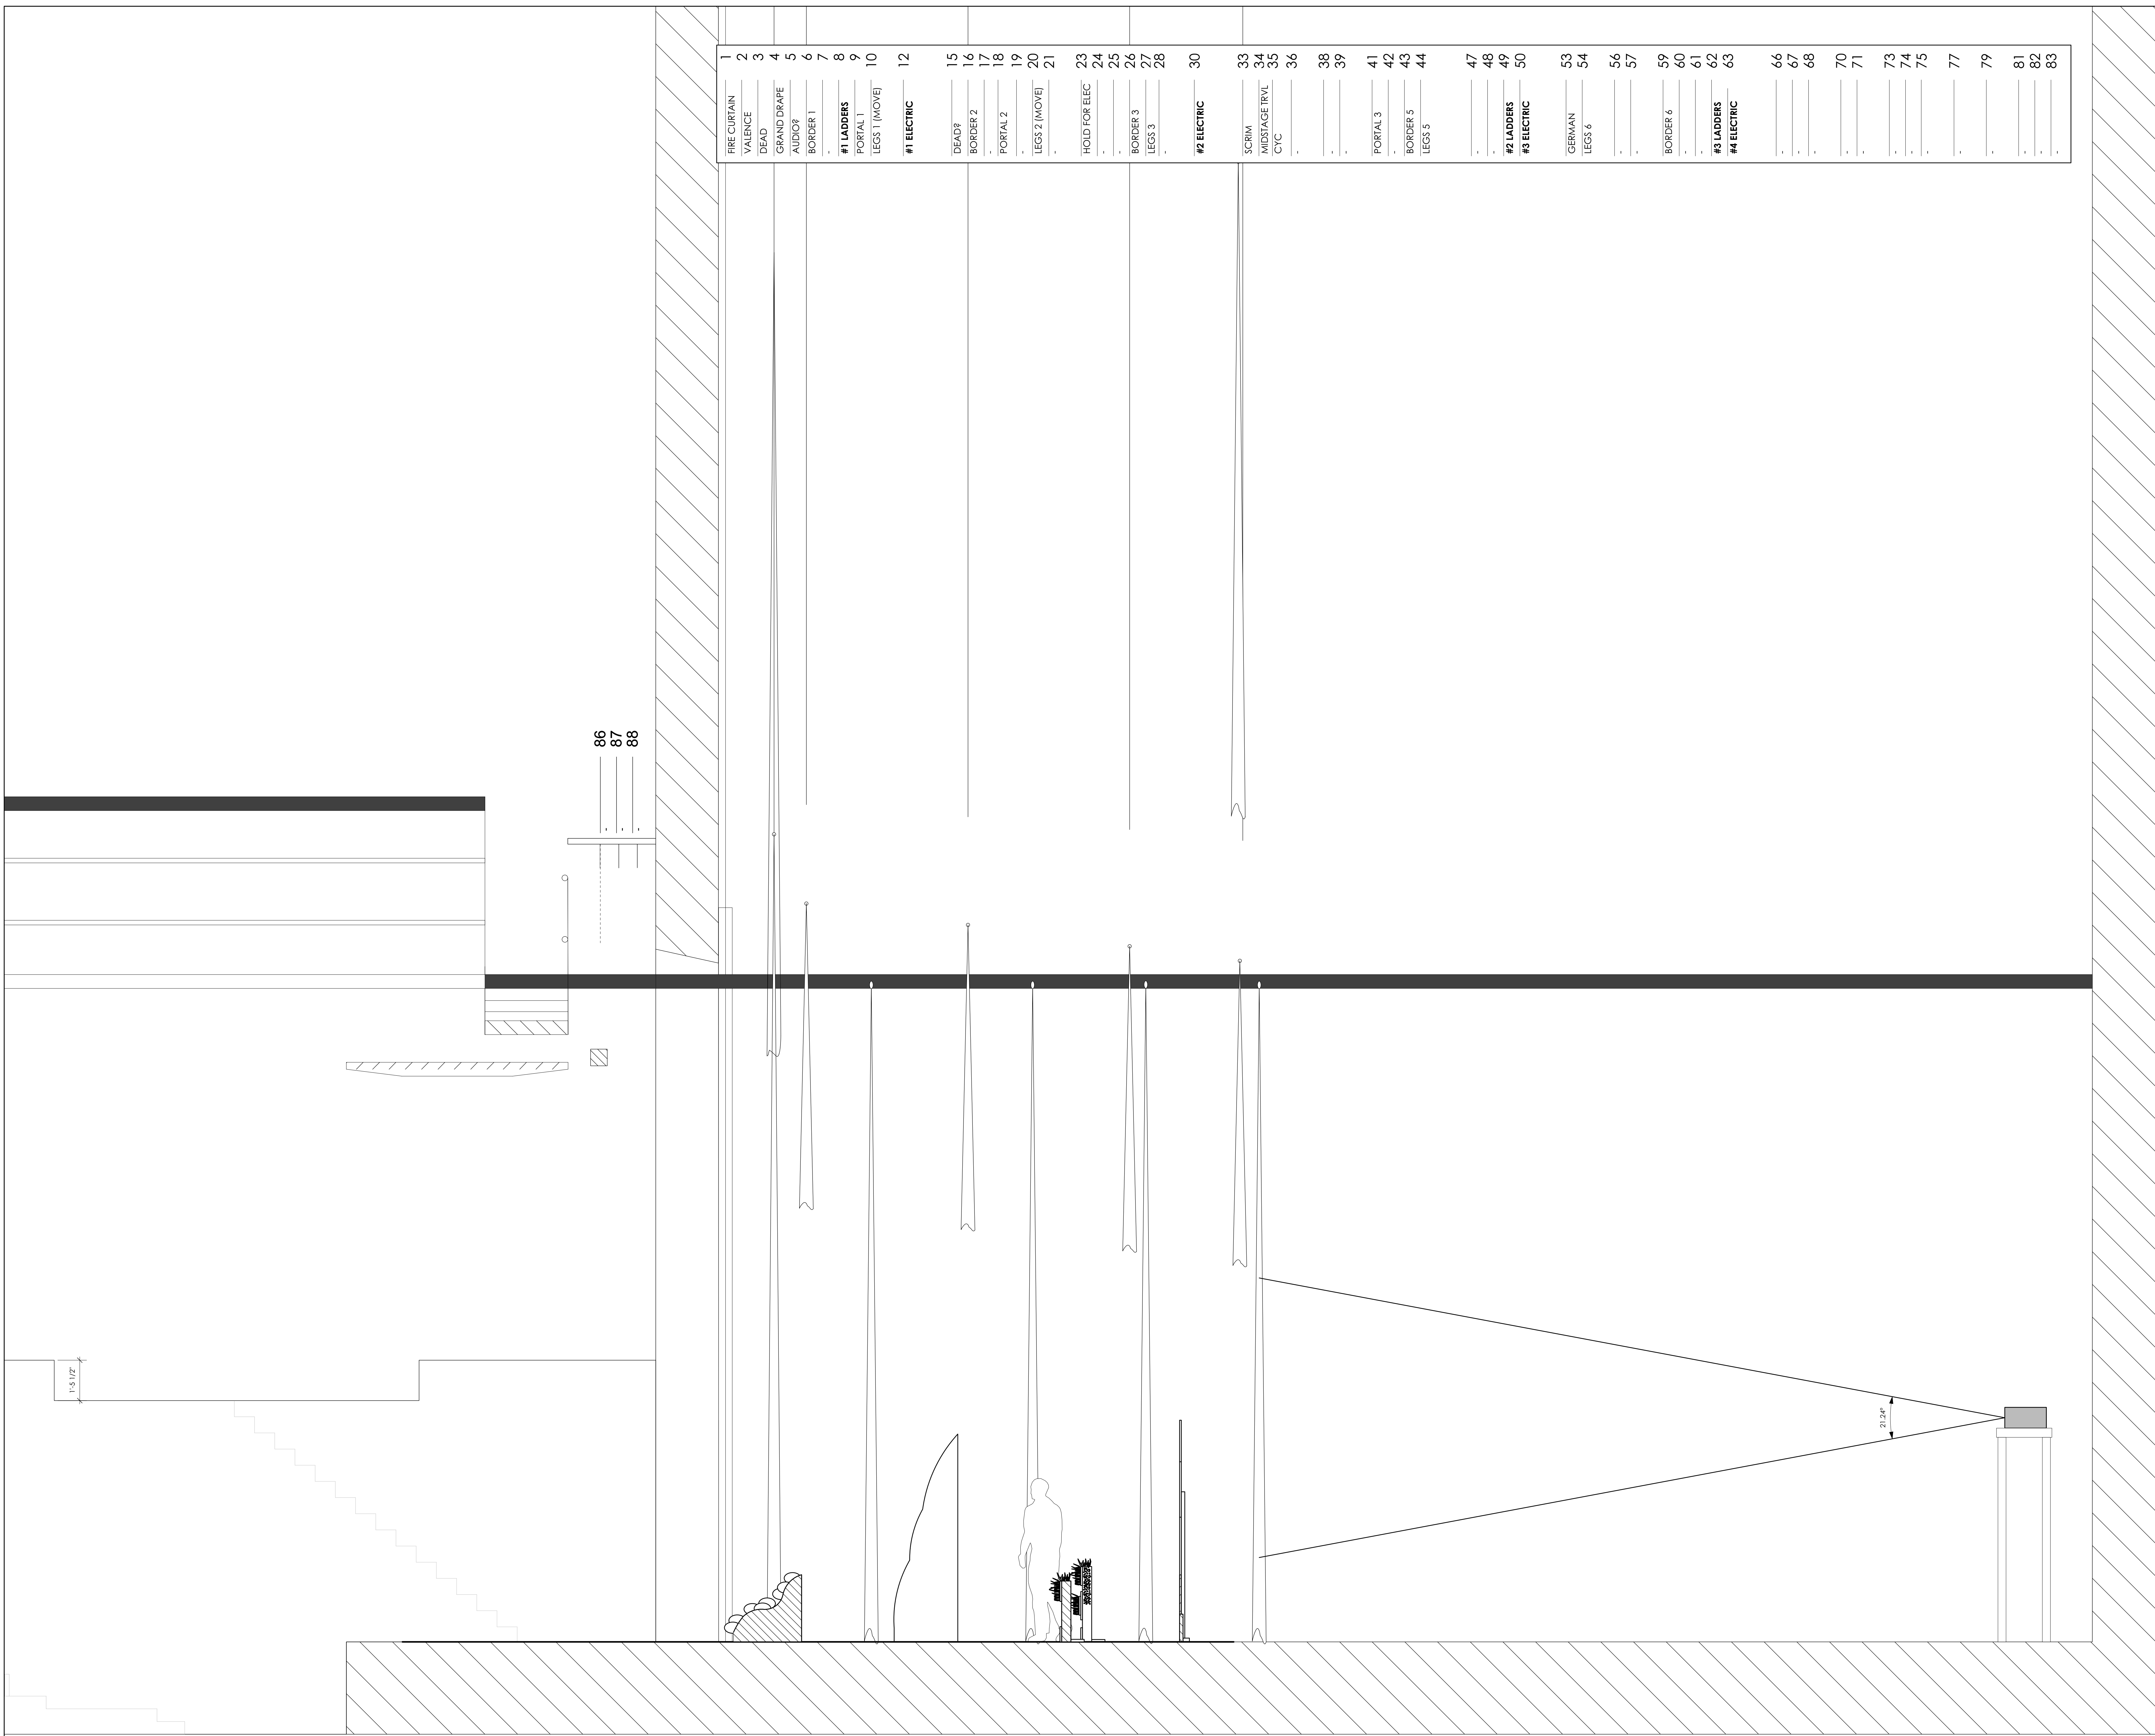 1 FIRE CURTAIN
2 VALENCE
3 DEAD
4 GRAND DRAPE
5 AUDIO?
6 BORDER 1
7 -
8 #1 LADDERS
9 PORTAL 1
10 LEGS 1 (MOVE)
12 #1 ELECTRIC
15 DEAD?
16 BORDER 2
17 -
18 PORTAL 2
19 -
20 LEGS 2 (MOVE)
21 -
23 HOLD FOR ELEC
24 -
25 -
26 BORDER 3
27 LEGS 3
28 -
30 #2 ELECTRIC
33 SCRIM
34 MIDSTAGE TRVL
35 CYC
36 -
38 -
39 -
41 PORTAL 3
42 -
43 BORDER 5
44 LEGS 5
47 -
48 -
49 #2 LADDERS
50 #3 ELECTRIC
53 GERMAN
54 LEGS 6
56 -
57 -
59 BORDER 6
60 -
61 -
62 #3 LADDERS
63 #4 ELECTRIC
66 -
67 -
68 -
70 -
71 -
73 -
74 -
75 -
77 -
79 -
81 -
82 -
83 -
86 -
87 -
88 -
1'-5 1/2"
21.24°